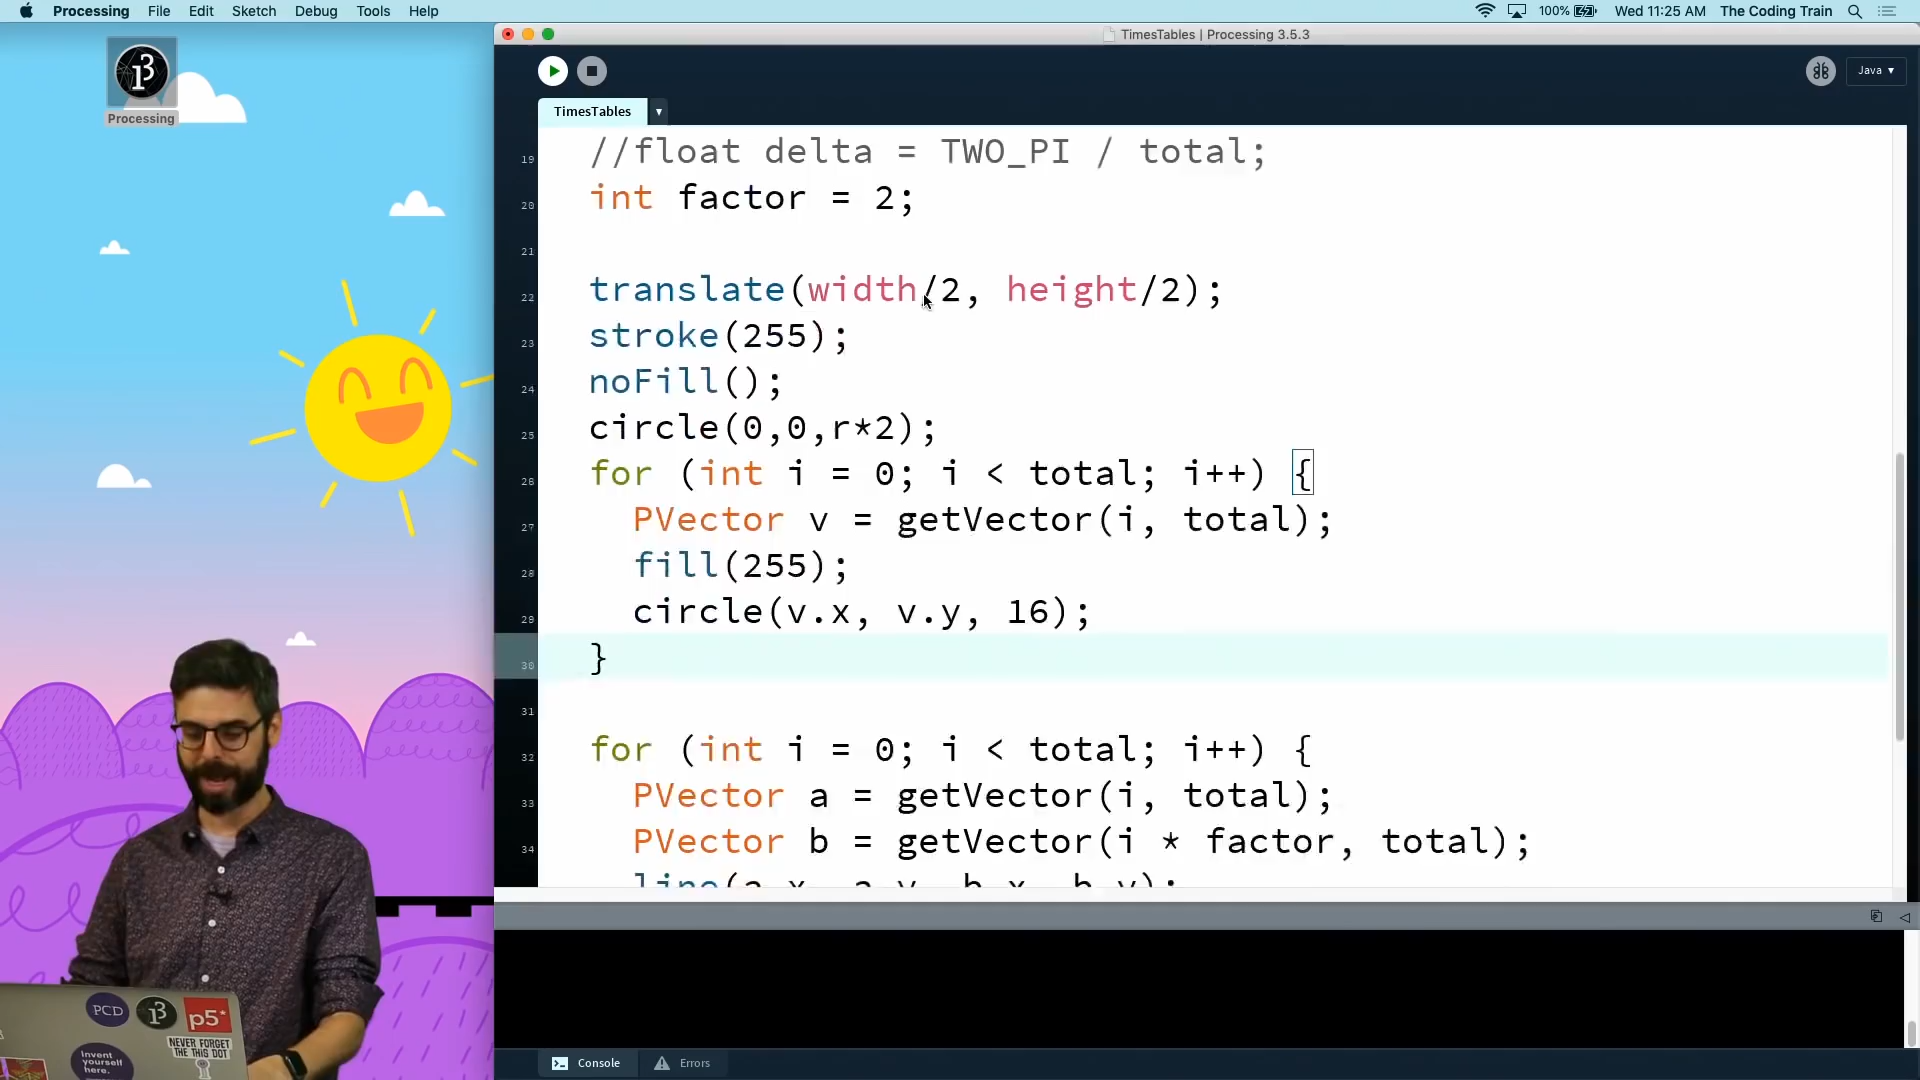 Processing File Edit Sketch Debug Tools Help
100% Wed 11:25 AM The Coding Train
Processing
TimesTables | Processing 3.5.3
Java ▾
TimesTables ▾
19 //float delta = TWO_PI / total;
20 int factor = 2;
21
22 translate(width/2, height/2);
23 stroke(255);
24 noFill();
25 circle(0,0,r*2);
26 for (int i = 0; i < total; i++) {
27 PVector v = getVector(i, total);
28 fill(255);
29 circle(v.x, v.y, 16);
30 }
31
32 for (int i = 0; i < total; i++) {
33 PVector a = getVector(i, total);
34 PVector b = getVector(i * factor, total);
line(a.x, a.y, b.x, b.y);
PCD
p5*
NEVER FORGET
THE THIS DOT
Invent
yourself
here.
Console Errors